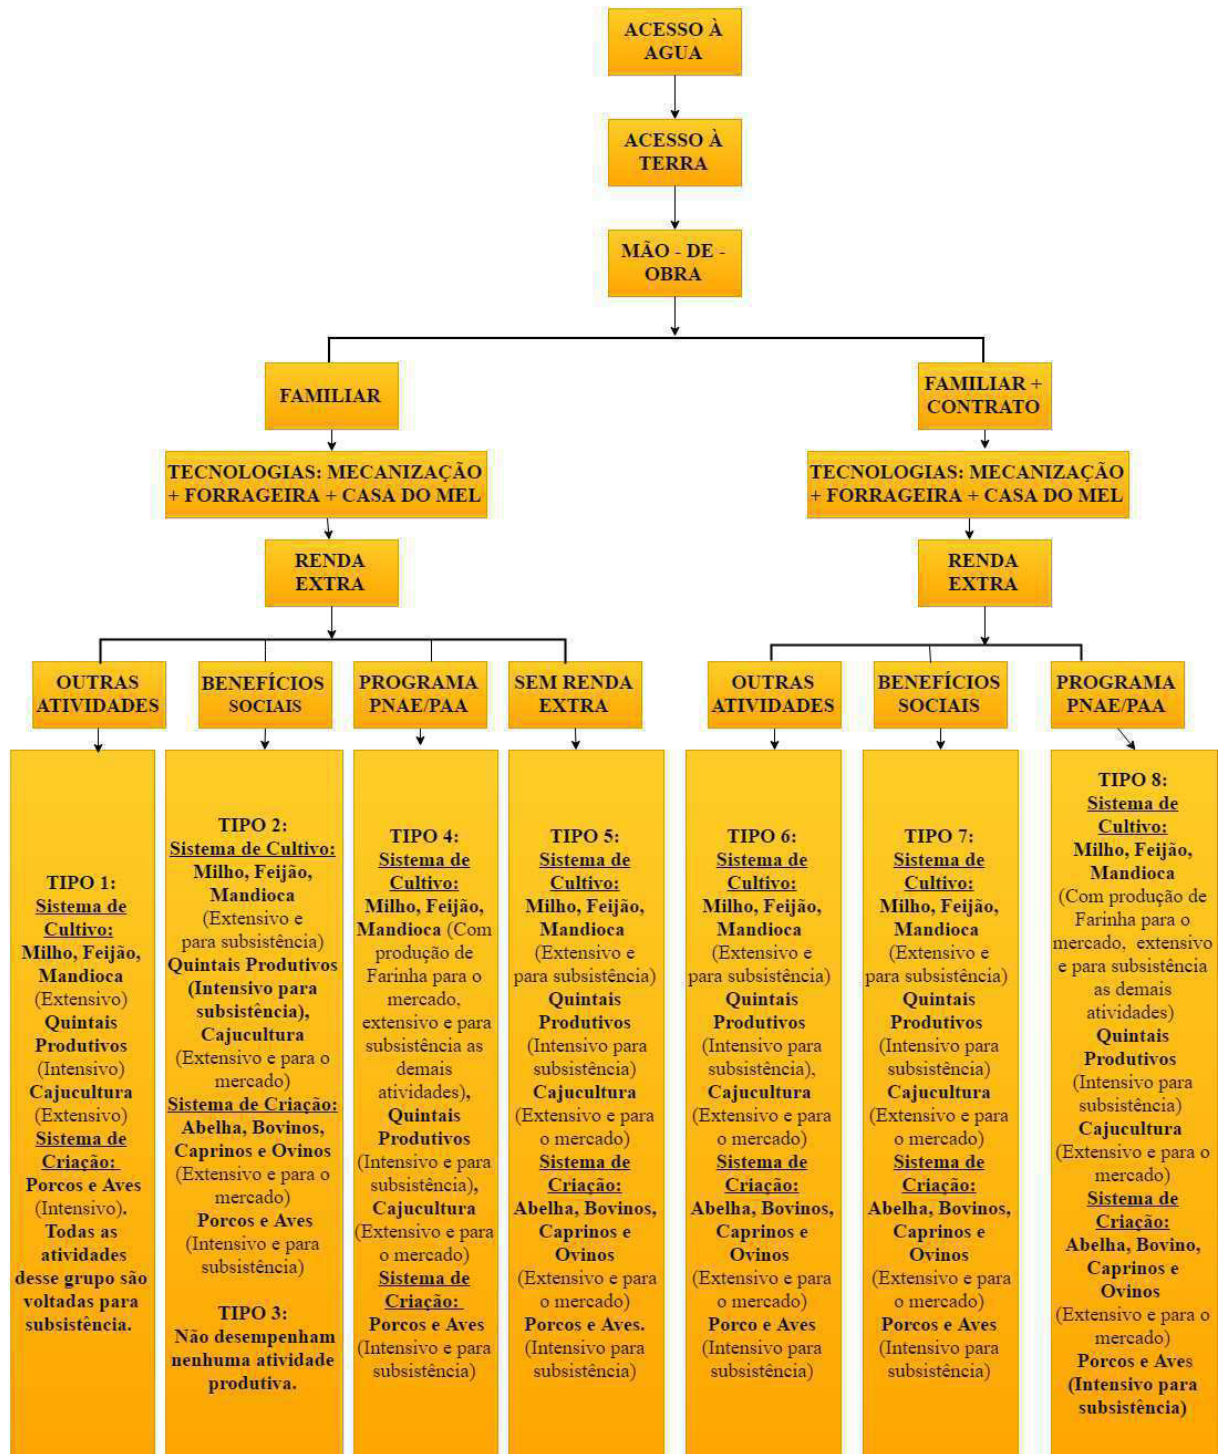 ACESSO À
AGUA
ACESSO À
TERRA
MÃO - DE -
OBRA
FAMILIAR
FAMILIAR +
CONTRATO
TECNOLOGIAS: MECANIZAÇÃO
+ FORRAGEIRA + CASA DO MEL
TECNOLOGIAS: MECANIZAÇÃO
+ FORRAGEIRA + CASA DO MEL
RENDA
EXTRA
RENDA
EXTRA
OUTRAS
ATIVIDADES
BENEFÍCIOS
SOCIAIS
PROGRAMA
PNAE/PAA
SEM RENDA
EXTRA
OUTRAS
ATIVIDADES
BENEFÍCIOS
SOCIAIS
PROGRAMA
PNAE/PAA
TIPO 1:
Sistema de
Cultivo:
Milho, Feijão,
Mandioca
(Extensivo)
Quintais
Produtivos
(Intensivo)
Cajucultura
(Extensivo)
Sistema de
Criação:
Porcos e Aves
(Intensivo).
Todas as
atividades
desse grupo são
voltadas para
subsistência.
TIPO 2:
Sistema de Cultivo:
Milho, Feijão,
Mandioca
(Extensivo e
para subsistência)
Quintais Produtivos
(Intensivo para
subsistência),
Cajucultura
(Extensivo e para o
mercado)
Sistema de Criação:
Abelha, Bovinos,
Caprinos e Ovinos
(Extensivo e para o
mercado)
Porcos e Aves
(Intensivo e para
subsistência)
TIPO 3:
Não desempenham
nenhuma atividade
produtiva.
TIPO 4:
Sistema de
Cultivo:
Milho, Feijão,
Mandioca (Com
produção de
Farinha para o
mercado,
extensivo e para
subsistência as
demais
atividades),
Quintais
Produtivos
(Intensivo e para
subsistência),
Cajucultura
(Extensivo e para
o mercado)
Sistema de
Criação:
Porcos e Aves
(Intensivo e para
subsistência)
TIPO 5:
Sistema de
Cultivo:
Milho, Feijão,
Mandioca
(Extensivo e
para subsistência)
Quintais
Produtivos
(Intensivo para
subsistência)
Cajucultura
(Extensivo e para
o mercado)
Sistema de
Criação:
Abelha, Bovinos,
Caprinos e
Ovinos
(Extensivo e para
o mercado)
Porcos e Aves.
(Intensivo para
subsistência)
TIPO 6:
Sistema de
Cultivo:
Milho, Feijão,
Mandioca
(Extensivo e
para subsistência)
Quintais
Produtivos
(Intensivo para
subsistência),
Cajucultura
(Extensivo e para
o mercado)
Sistema de
Criação:
Abelha, Bovinos,
Caprinos e
Ovinos
(Extensivo e para
o mercado)
Porco e Aves
(Intensivo para
subsistência)
TIPO 7:
Sistema de
Cultivo:
Milho, Feijão,
Mandioca
(Extensivo e
para subsistência)
Quintais
Produtivos
(Intensivo para
subsistência)
Cajucultura
(Extensivo e para
o mercado)
Sistema de
Criação:
Abelha, Bovinos,
Caprinos e
Ovinos
(Extensivo e para
o mercado)
Porcos e Aves
(Intensivo para
subsistência)
TIPO 8:
Sistema de
Cultivo:
Milho, Feijão,
Mandioca
(Com produção de
Farinha para o
mercado, extensivo
e para subsistência
as demais
atividades)
Quintais
Produtivos
(Intensivo para
subsistência)
Cajucultura
(Extensivo e para o
mercado)
Sistema de
Criação:
Abelha, Bovino,
Caprinos e
Ovinos
(Extensivo e para
o mercado)
Porcos e Aves
(Intensivo para
subsistência)